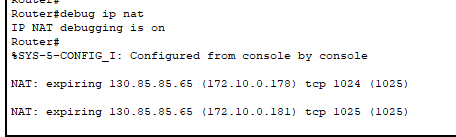 Router#
Router#debug ip nat
IP NAT debugging is on
Router#
%SYS-5-CONFIG_I: Configured from console by console
NAT: expiring 130.85.85.65 (172.10.0.178) tcp 1024 (1025)
NAT: expiring 130.85.85.65 (172.10.0.181) tcp 1025 (1025)